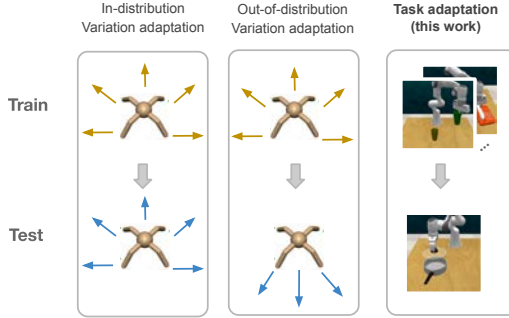 In-distribution
Variation adaptation
Out-of-distribution
Variation adaptation
Task adaptation
(this work)
Train
...
Test